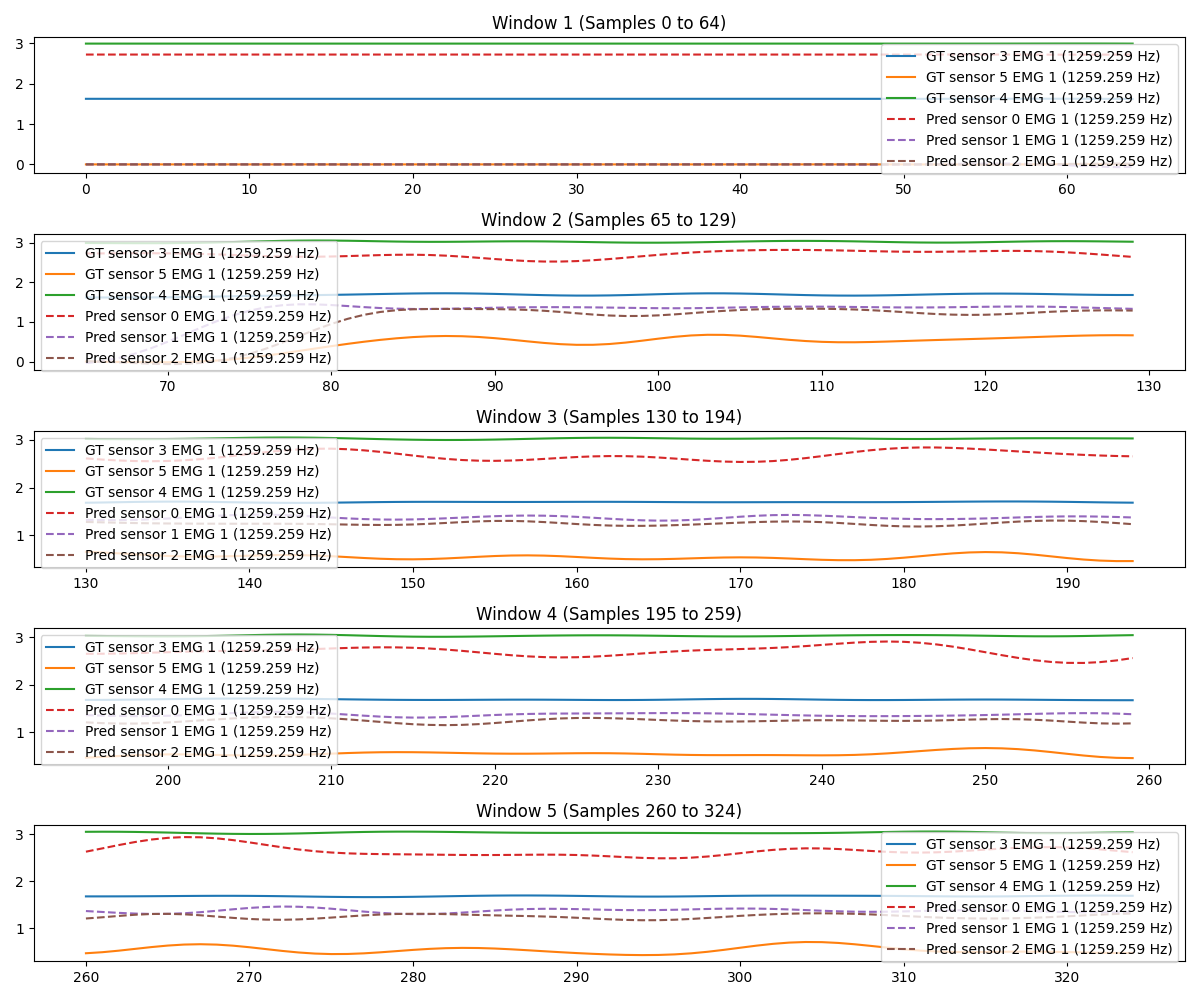 Window 1 (Samples 0 to 64)
3
2
1
0
GT sensor 3 EMG 1 (1259.259 Hz)
GT sensor 5 EMG 1 (1259.259 Hz)
GT sensor 4 EMG 1 (1259.259 Hz)
Pred sensor 0 EMG 1 (1259.259 Hz)
Pred sensor 1 EMG 1 (1259.259 Hz)
Pred sensor 2 EMG 1 (1259.259 Hz)
0 10 20 30 40 50 60
Window 2 (Samples 65 to 129)
3
2
1
0
GT sensor 3 EMG 1 (1259.259 Hz)
GT sensor 5 EMG 1 (1259.259 Hz)
GT sensor 4 EMG 1 (1259.259 Hz)
Pred sensor 0 EMG 1 (1259.259 Hz)
Pred sensor 1 EMG 1 (1259.259 Hz)
Pred sensor 2 EMG 1 (1259.259 Hz)
70 80 90 100 110 120 130
Window 3 (Samples 130 to 194)
3
2
1
GT sensor 3 EMG 1 (1259.259 Hz)
GT sensor 5 EMG 1 (1259.259 Hz)
GT sensor 4 EMG 1 (1259.259 Hz)
Pred sensor 0 EMG 1 (1259.259 Hz)
Pred sensor 1 EMG 1 (1259.259 Hz)
Pred sensor 2 EMG 1 (1259.259 Hz)
130 140 150 160 170 180 190
Window 4 (Samples 195 to 259)
3
2
1
GT sensor 3 EMG 1 (1259.259 Hz)
GT sensor 5 EMG 1 (1259.259 Hz)
GT sensor 4 EMG 1 (1259.259 Hz)
Pred sensor 0 EMG 1 (1259.259 Hz)
Pred sensor 1 EMG 1 (1259.259 Hz)
Pred sensor 2 EMG 1 (1259.259 Hz)
200 210 220 230 240 250 260
Window 5 (Samples 260 to 324)
3
2
1
GT sensor 3 EMG 1 (1259.259 Hz)
GT sensor 5 EMG 1 (1259.259 Hz)
GT sensor 4 EMG 1 (1259.259 Hz)
Pred sensor 0 EMG 1 (1259.259 Hz)
Pred sensor 1 EMG 1 (1259.259 Hz)
Pred sensor 2 EMG 1 (1259.259 Hz)
260 270 280 290 300 310 320